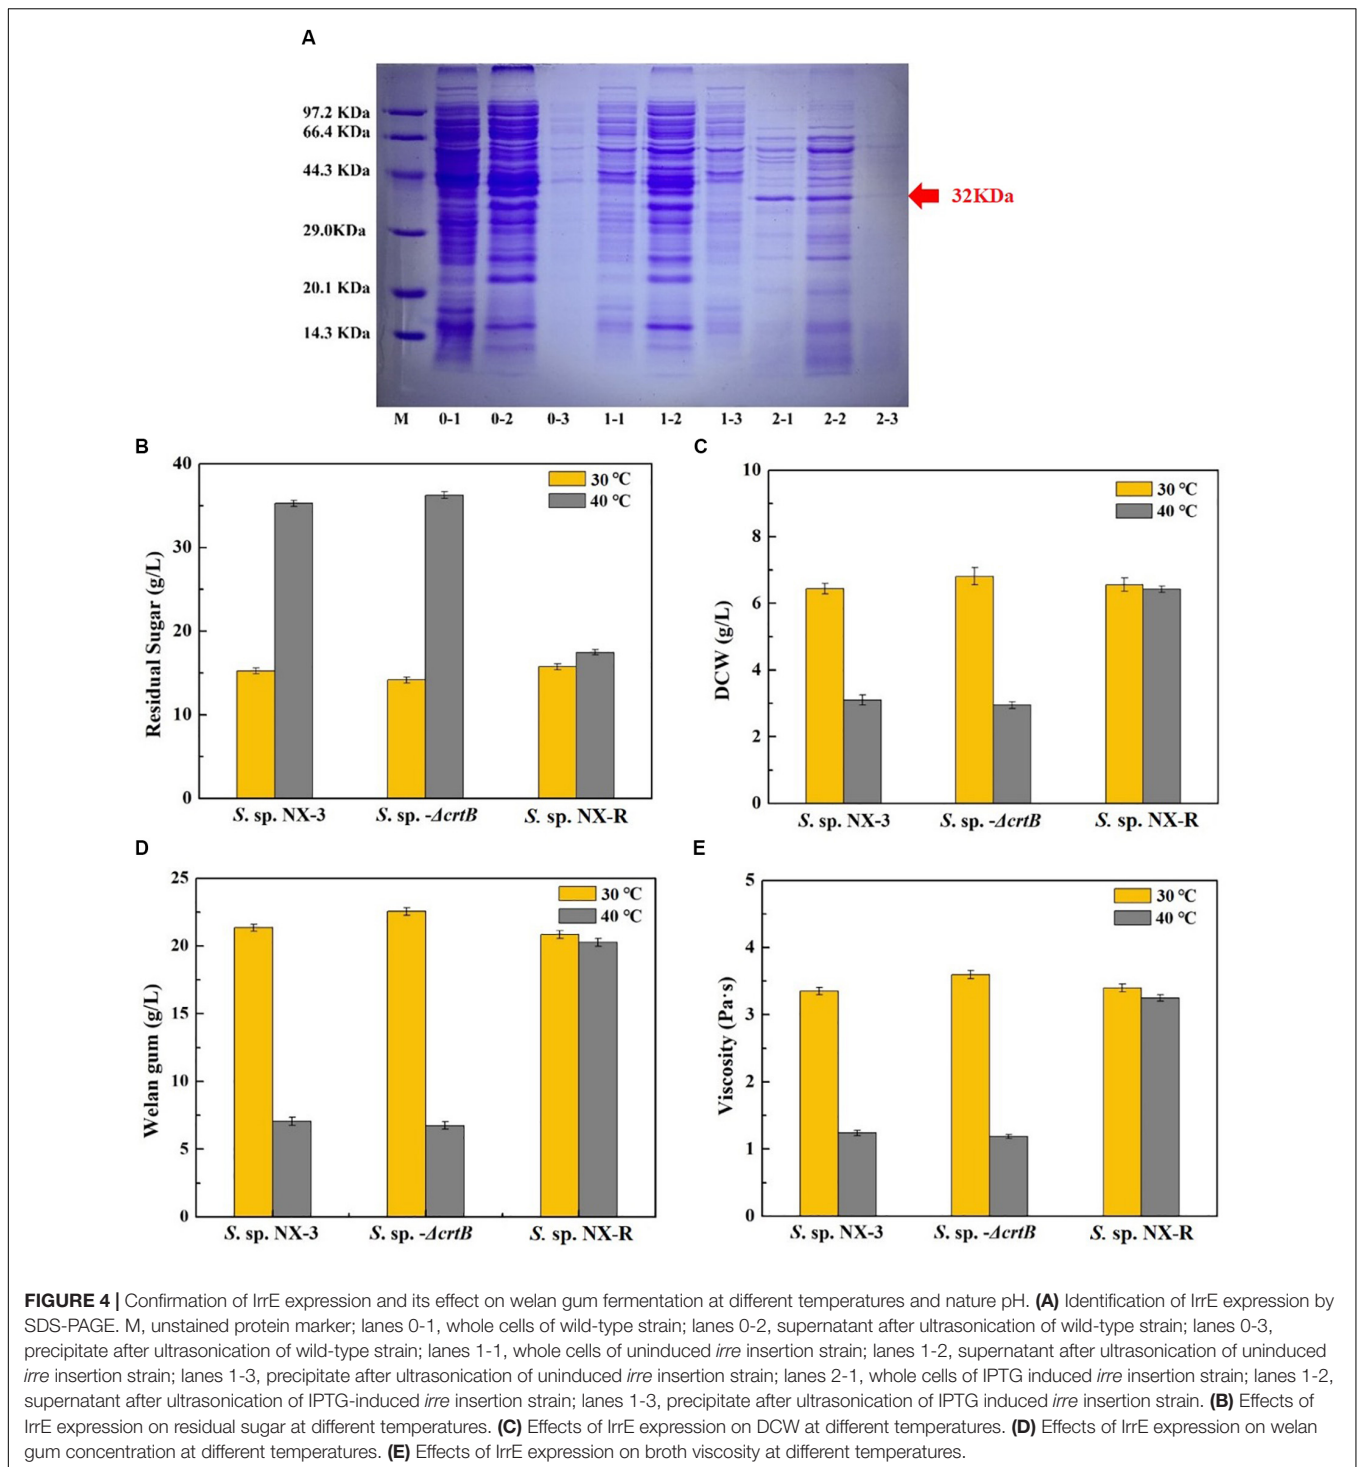 A
97.2 KDa
66.4 KDa
44.3 KDa
29.0KDa
20.1 KDa
14.3 KDa
32KDa
M 0-1 0-2 0-3 1-1 1-2 1-3 2-1 2-2 2-3
B
Residual Sugar (g/L)
40
30
20
10
0
30 °C
40 °C
S. sp. NX-3 S. sp. -ΔcrtB S. sp. NX-R
C
DCW (g/L)
10
8
6
4
2
0
30 °C
40 °C
S. sp. NX-3 S. sp. -ΔcrtB S. sp. NX-R
D
Welan gum (g/L)
25
20
15
10
5
0
30 °C
40 °C
S. sp. NX-3 S. sp. -ΔcrtB S. sp. NX-R
E
Viscosity (Pa·s)
5
4
3
2
1
0
30 °C
40 °C
S. sp. NX-3 S. sp. -ΔcrtB S. sp. NX-R
FIGURE 4 | Confirmation of IrrE expression and its effect on welan gum fermentation at different temperatures and nature pH. (A) Identification of IrrE expression by
SDS-PAGE. M, unstained protein marker; lanes 0-1, whole cells of wild-type strain; lanes 0-2, supernatant after ultrasonication of wild-type strain; lanes 0-3,
precipitate after ultrasonication of wild-type strain; lanes 1-1, whole cells of uninduced irre insertion strain; lanes 1-2, supernatant after ultrasonication of uninduced
irre insertion strain; lanes 1-3, precipitate after ultrasonication of uninduced irre insertion strain; lanes 2-1, whole cells of IPTG induced irre insertion strain; lanes 1-2,
supernatant after ultrasonication of IPTG-induced irre insertion strain; lanes 1-3, precipitate after ultrasonication of IPTG induced irre insertion strain. (B) Effects of
IrrE expression on residual sugar at different temperatures. (C) Effects of IrrE expression on DCW at different temperatures. (D) Effects of IrrE expression on welan
gum concentration at different temperatures. (E) Effects of IrrE expression on broth viscosity at different temperatures.